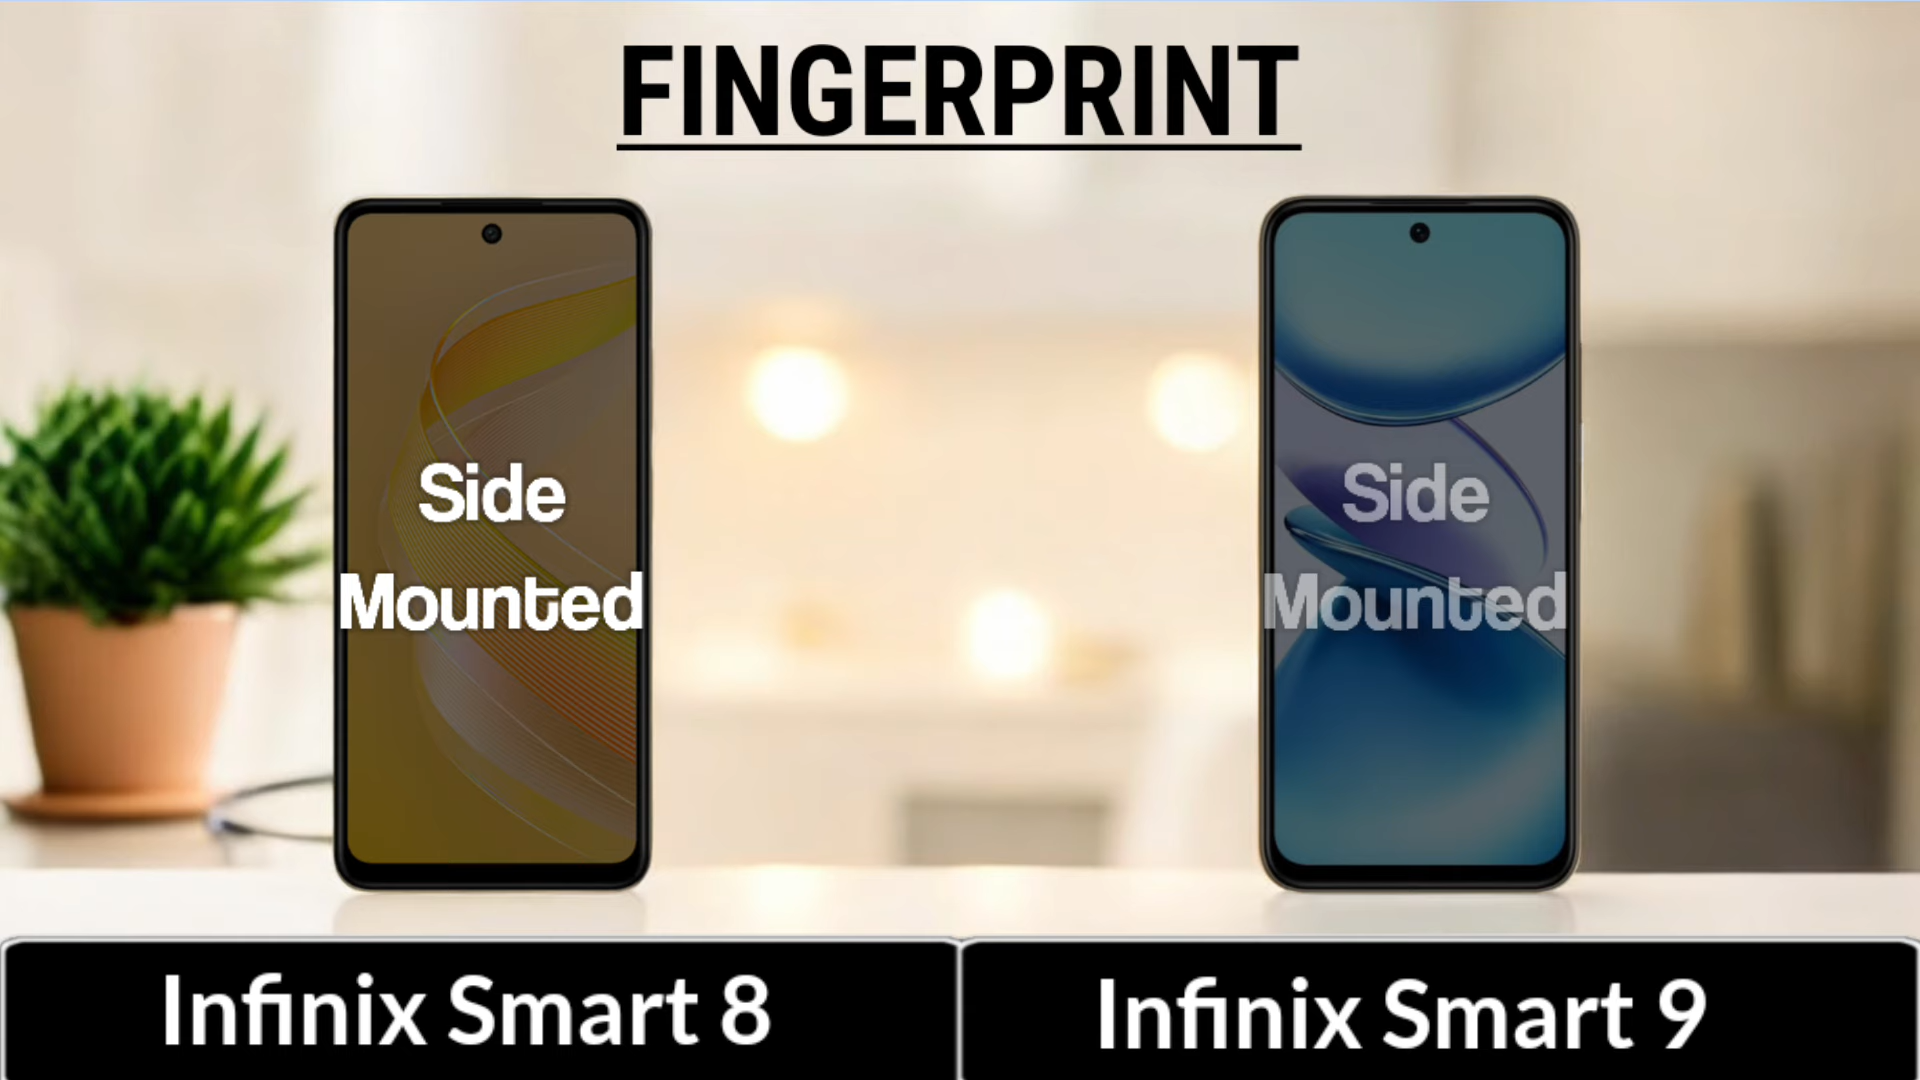 FINGERPRINT
Side
Mounted
Side
Mounted
Infinix Smart 8
Infinix Smart 9